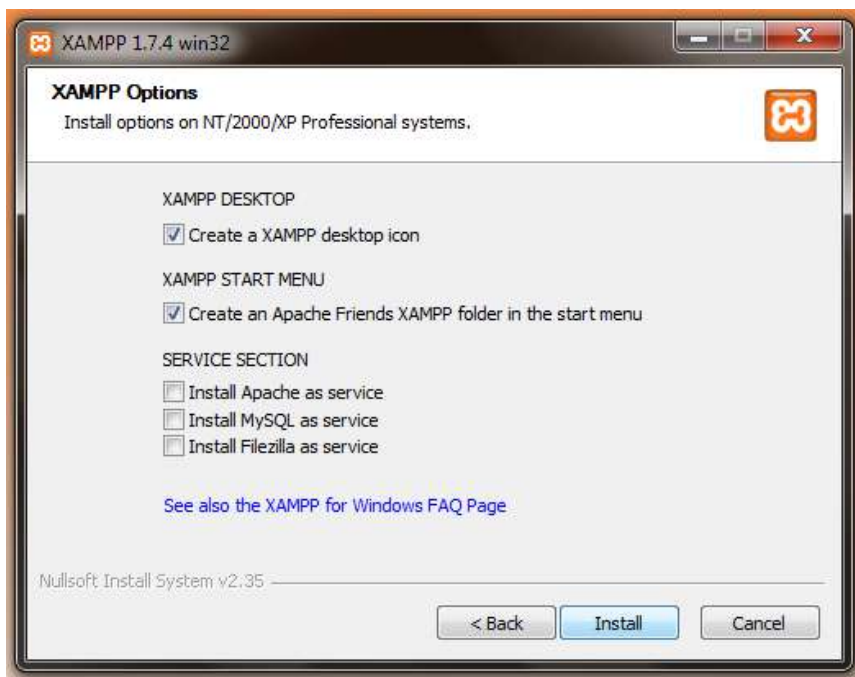 XAMPP 1.7.4 win32
XAMPP Options
Install options on NT/2000/XP Professional systems.
XAMPP DESKTOP
Create a XAMPP desktop icon
XAMPP START MENU
Create an Apache Friends XAMPP folder in the start menu
SERVICE SECTION
Install Apache as service
Install MySQL as service
Install Filezilla as service
See also the XAMPP for Windows FAQ Page
Nullsoft Install System v2.35
< Back Install Cancel